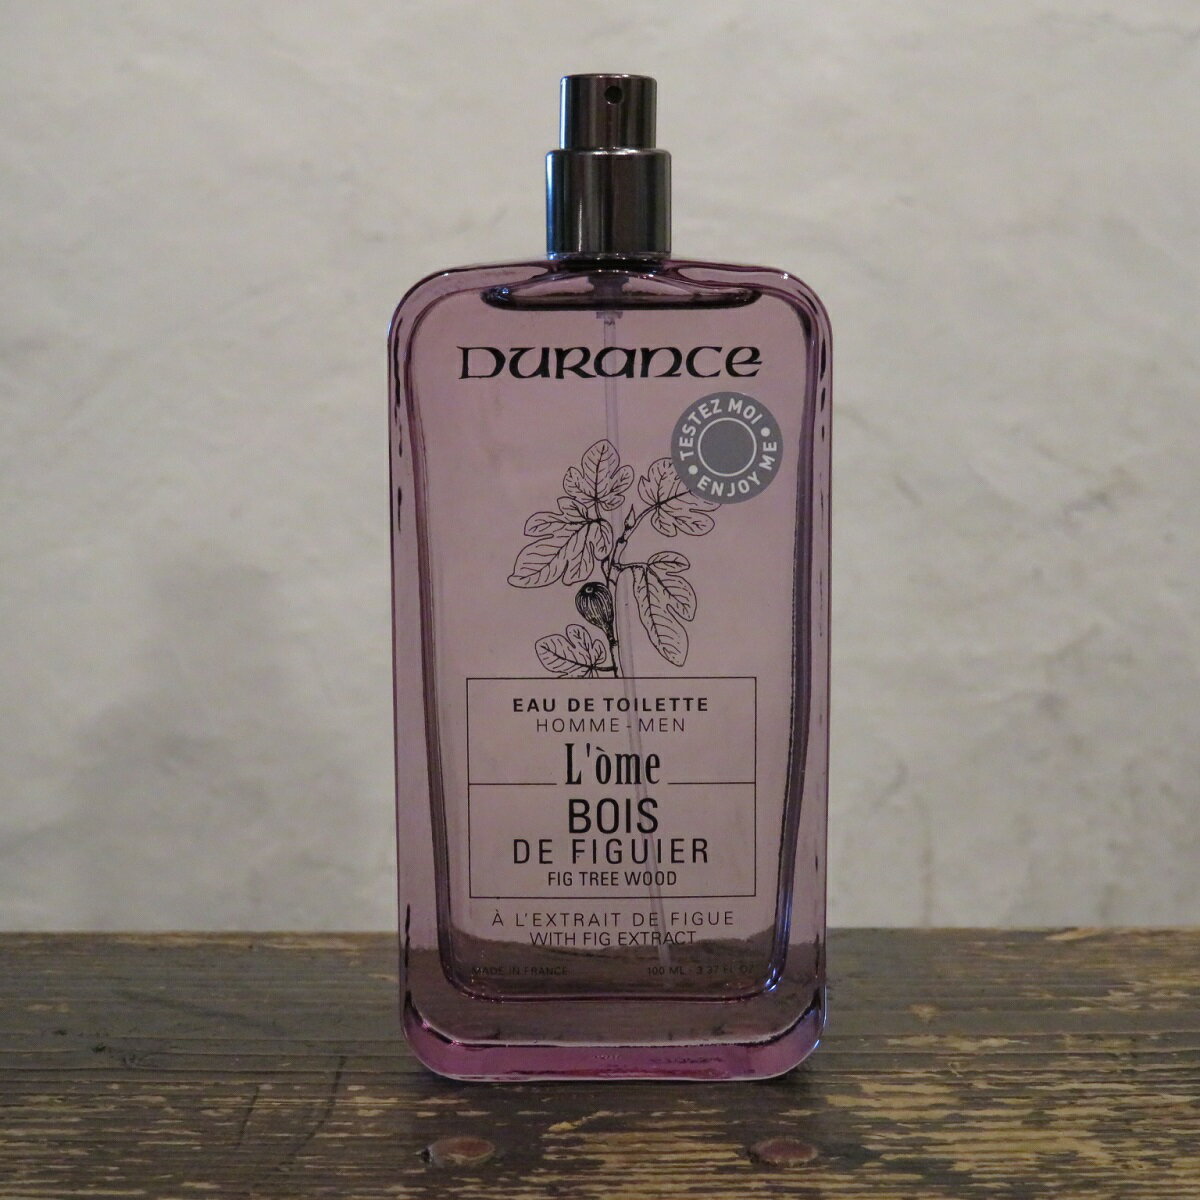 DURANCE
TESTEZ MOI
ENJOY ME
EAU DE TOILETTE
HOMME - MEN
L'òme
BOIS
DE FIGUIER
FIG TREE WOOD
À L'EXTRAIT DE FIGUE
WITH FIG EXTRACT
MADE IN FRANCE 100 ML - 3.37 FL OZ